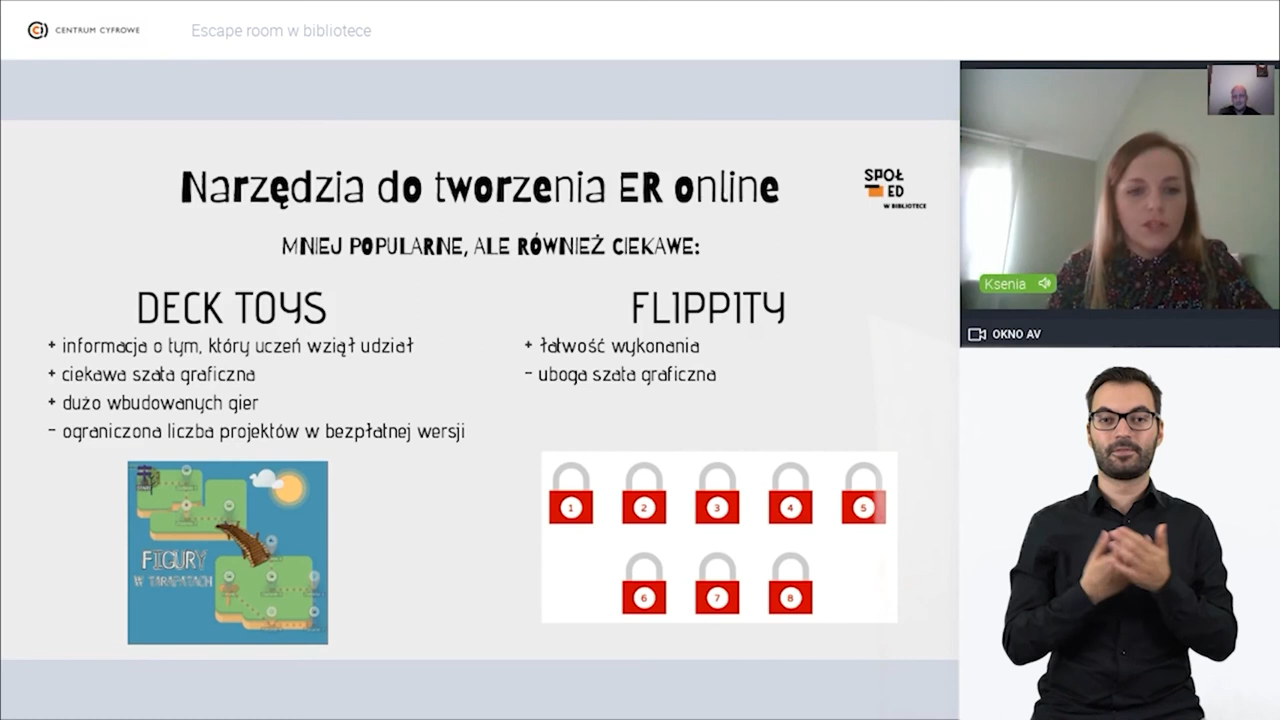 CENTRUM CYFROWE
Escape room w bibliotece
Narzędzia do tworzenia ER online
SPOŁ
ED
W BIBLIOTECE
MNIEJ POPULARNE, ALE RÓWNIEŻ CIEKAWE:
DECK TOYS
+ informacja o tym, który uczeń wziął udział
+ ciekawa szata graficzna
+ dużo wbudowanych gier
- ograniczona liczba projektów w bezpłatnej wersji
FIGURY
W TARAPATACH
FLIPPITY
+ łatwość wykonania
- uboga szata graficzna
1 2 3 4 5
6 7 8
Ksenia
OKNO AV